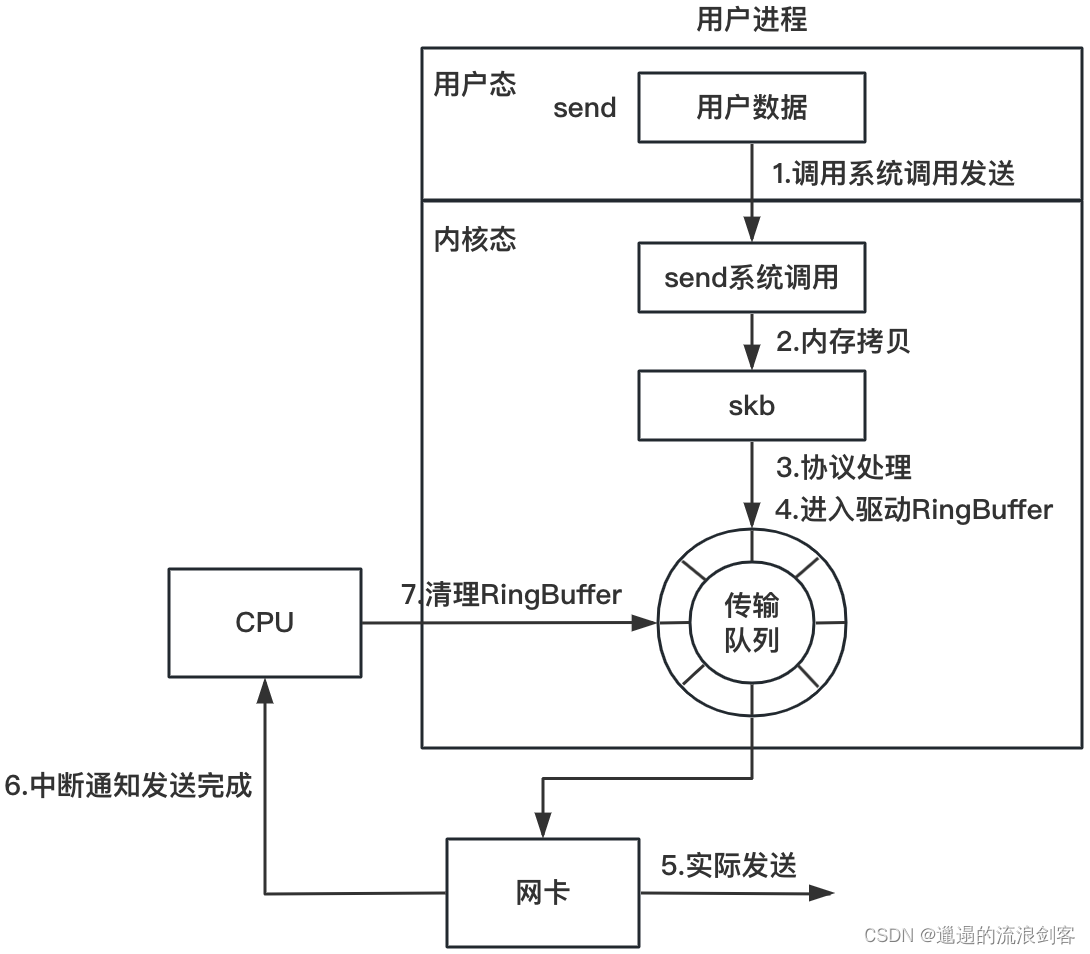 用户进程
用户态
send
用户数据
1.调用系统调用发送
内核态
send系统调用
2.内存拷贝
skb
3.协议处理
4.进入驱动RingBuffer
传输
队列
7.清理RingBuffer
CPU
6.中断通知发送完成
网卡
5.实际发送
CSDN @邋遢的流浪剑客